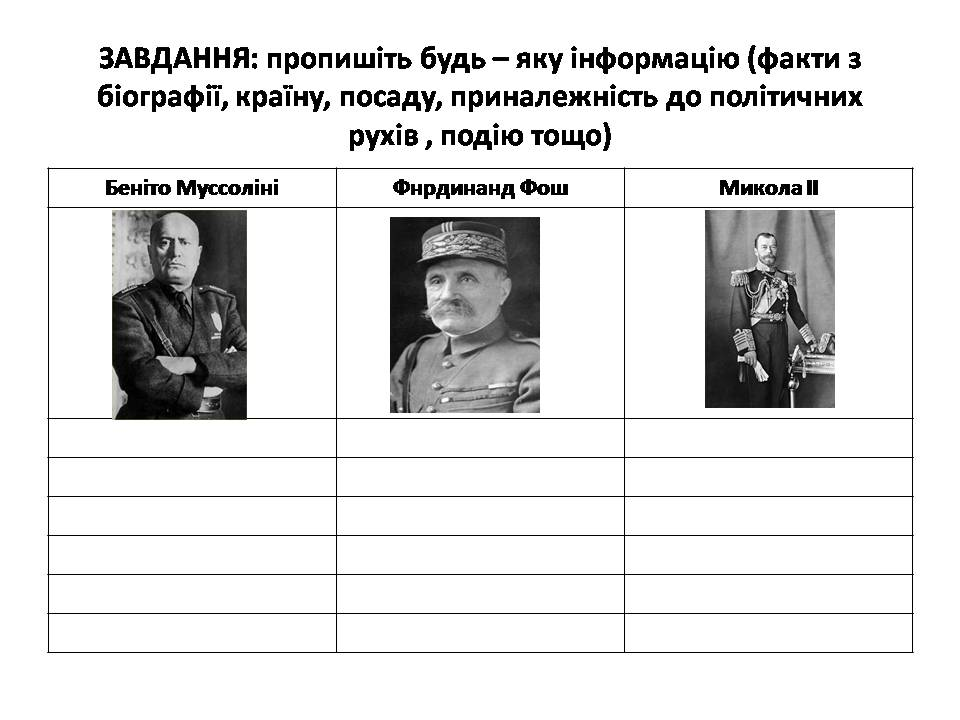 ЗАВДАННЯ: пропишіть будь – яку інформацію (факти з
біографії, країну, посаду, приналежність до політичних
рухів , подію тощо)
Беніто Муссоліні
Фнрдинанд Фош
Микола ІІ